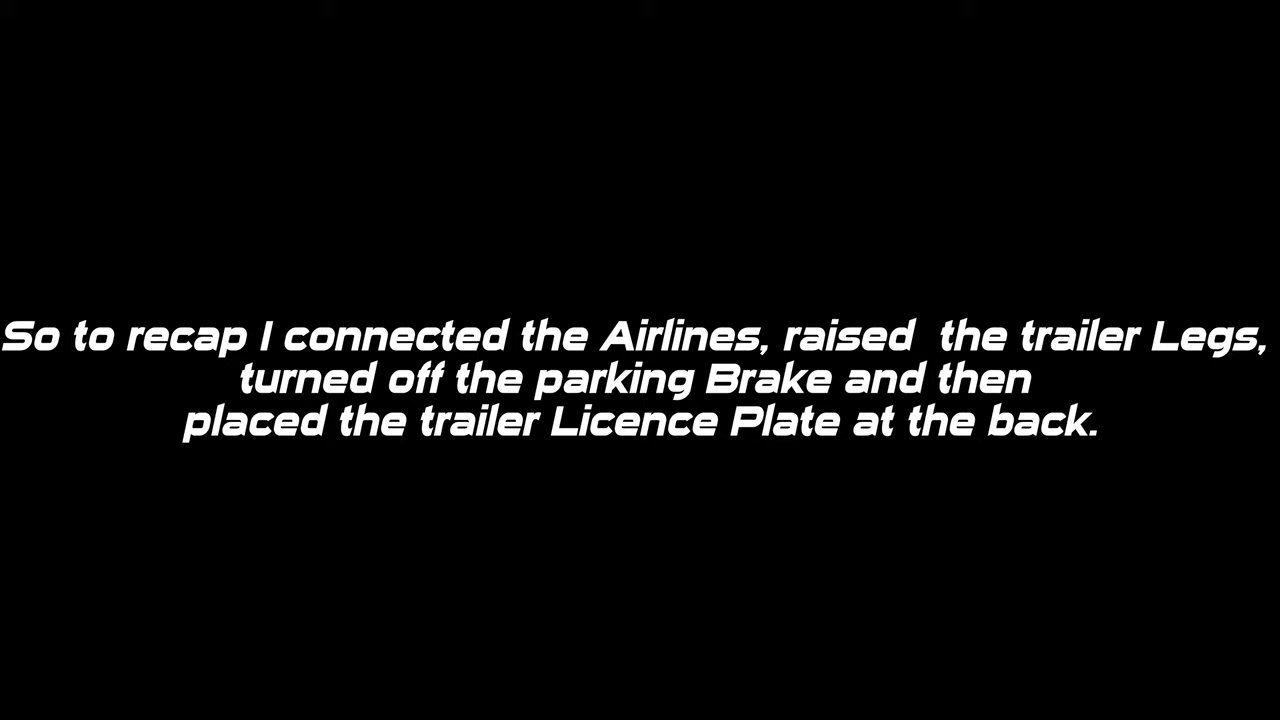 So to recap I connected the Airlines, raised  the trailer Legs,
turned off the parking Brake and then
placed the trailer Licence Plate at the back.